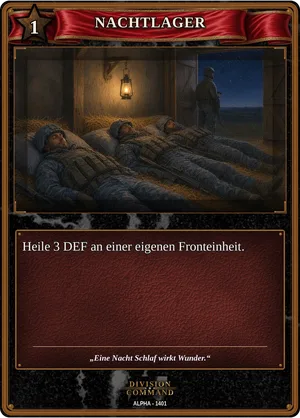 1
NACHTLAGER
Heile 3 DEF an einer eigenen Fronteinheit.
„Eine Nacht Schlaf wirkt Wunder.“
DIVISION
COMMAND
ALPHA - 1401